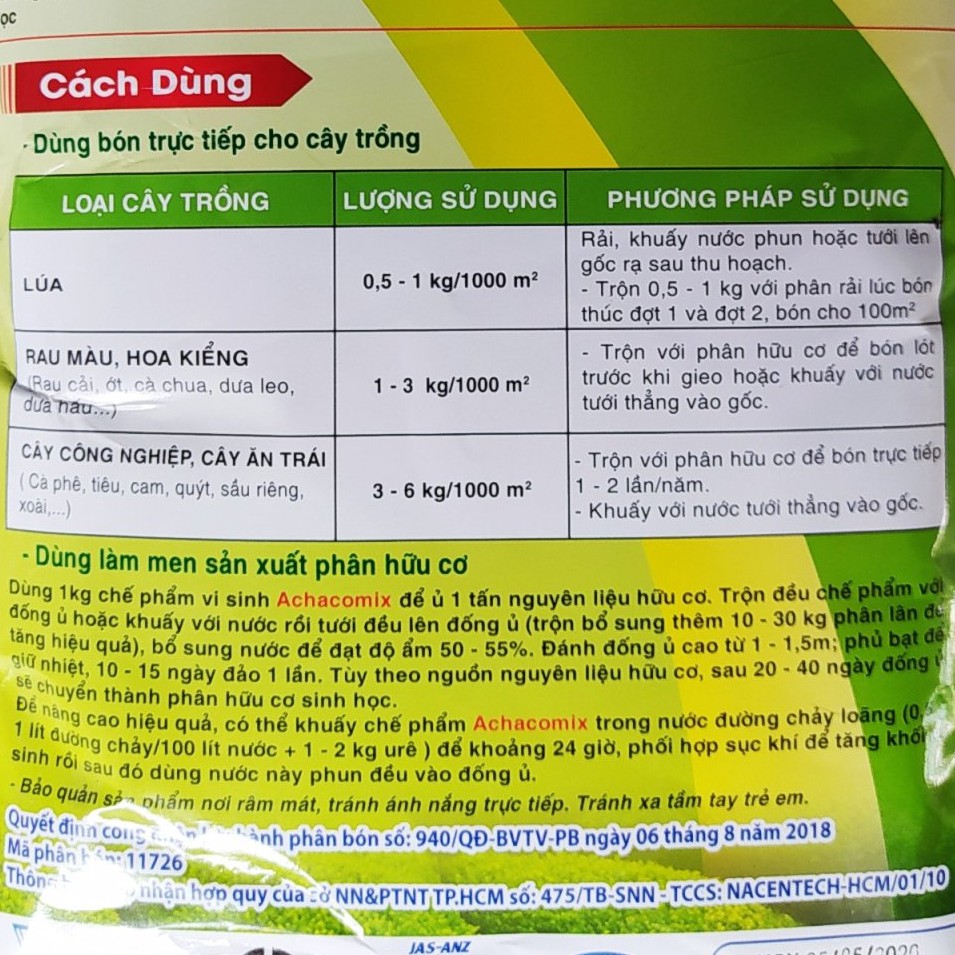 ọc
Cách Dùng
- Dùng bón trực tiếp cho cây trồng
LOẠI CÂY TRỒNG
LƯỢNG SỬ DỤNG
PHƯƠNG PHÁP SỬ DỤNG
LÚA
0,5 - 1 kg/1000 m²
Rải, khuấy nước phun hoặc tưới lên
gốc rạ sau thu hoạch.
- Trộn 0,5 - 1 kg với phân rải lúc bón
thúc đợt 1 và đợt 2, bón cho 100m²
RAU MÀU, HOA KIỂNG
(Rau cải, ớt, cà chua, dưa leo,
dưa hấu...)
1 - 3 kg/1000 m²
- Trộn với phân hữu cơ để bón lót
trước khi gieo hoặc khuấy với nước
tưới thẳng vào gốc.
CÂY CÔNG NGHIỆP, CÂY ĂN TRÁI
( Cà phê, tiêu, cam, quýt, sầu riêng,
xoài,...)
3 - 6 kg/1000 m²
- Trộn với phân hữu cơ để bón trực tiếp
1 - 2 lần/năm.
- Khuấy với nước tưới thẳng vào gốc.
- Dùng làm men sản xuất phân hữu cơ
Dùng 1kg chế phẩm vi sinh Achacomix để ủ 1 tấn nguyên liệu hữu cơ. Trộn đều chế phẩm với
đống ủ hoặc khuấy với nước rồi tưới đều lên đống ủ (trộn bổ sung thêm 10 - 30 kg phân lân để
tăng hiệu quả), bổ sung nước để đạt độ ẩm 50 - 55%. Đánh đống ủ cao từ 1 - 1,5m; phủ bạt để
giữ nhiệt, 10 - 15 ngày đảo 1 lần. Tùy theo nguồn nguyên liệu hữu cơ, sau 20 - 40 ngày đống ủ
sẽ chuyển thành phân hữu cơ sinh học.
Để nâng cao hiệu quả, có thể khuấy chế phẩm Achacomix trong nước đường chảy loãng (0,
1 lít đường chảy/100 lít nước + 1 - 2 kg urê ) để khoảng 24 giờ, phối hợp sục khí để tăng khối
sinh rồi sau đó dùng nước này phun đều vào đống ủ.
- Bảo quản sản phẩm nơi râm mát, tránh ánh nắng trực tiếp. Tránh xa tầm tay trẻ em.
Quyết định công hành phân bón số: 940/QĐ-BVTV-PB ngày 06 tháng 8 năm 2018
Mã phân bón: 11726
Thông nhận hợp quy của sở NN&PTNT TP.HCM số: 475/TB-SNN - TCCS: NACENTECH-HCM/01/10
JAS-ANZ